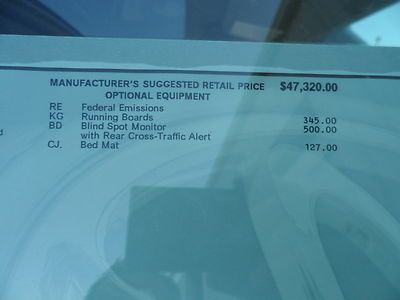 MANUFACTURER'S SUGGESTED RETAIL PRICE $47,320.00
OPTIONAL EQUIPMENT
RE Federal Emissions
KG Running Boards 345.00
BD Blind Spot Monitor 500.00
with Rear Cross-Traffic Alert
CJ. Bed Mat 127.00